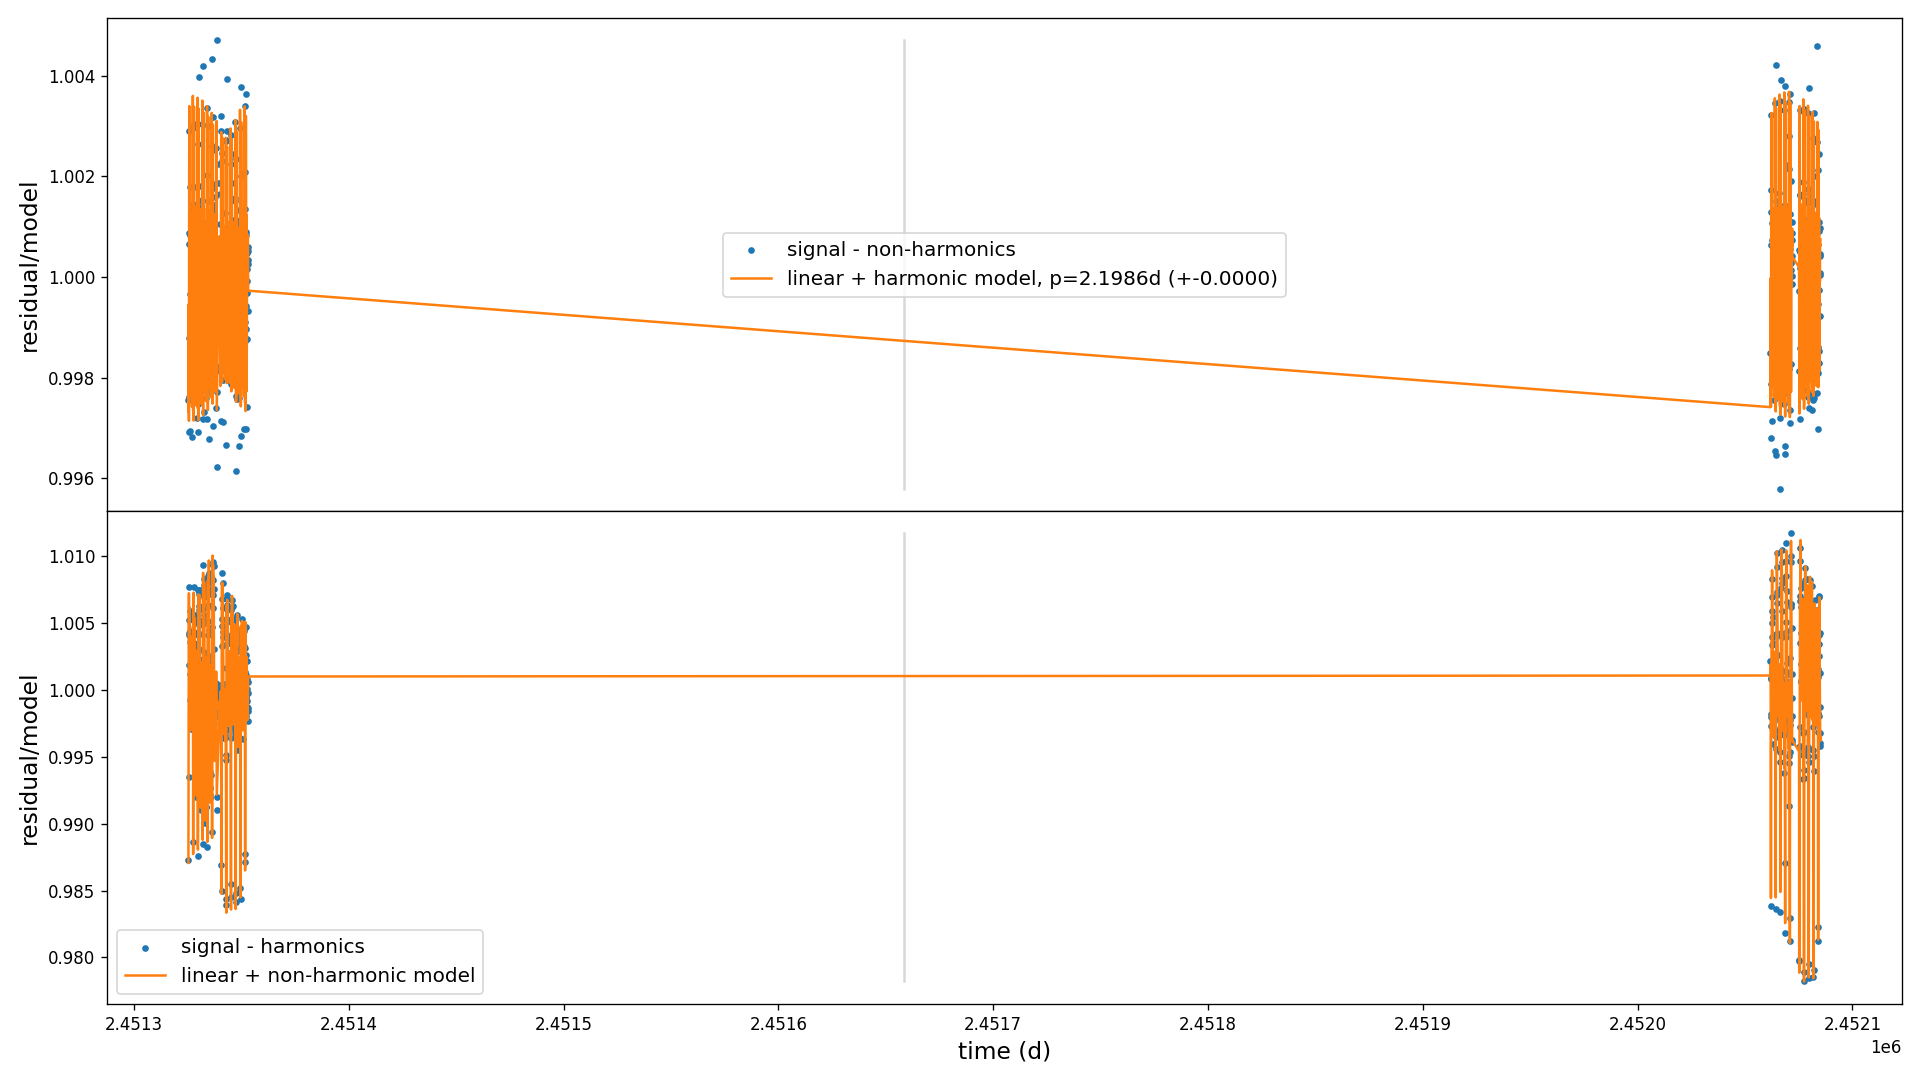 1.004
1.002
1.000
0.998
0.996
residual/model
signal - non-harmonics
linear + harmonic model, p=2.1986d (+-0.0000)
1.010
1.005
1.000
0.995
0.990
0.985
0.980
residual/model
signal - harmonics
linear + non-harmonic model
2.4513
2.4514
2.4515
2.4516
2.4517
2.4518
2.4519
2.4520
2.4521
1e6
time (d)